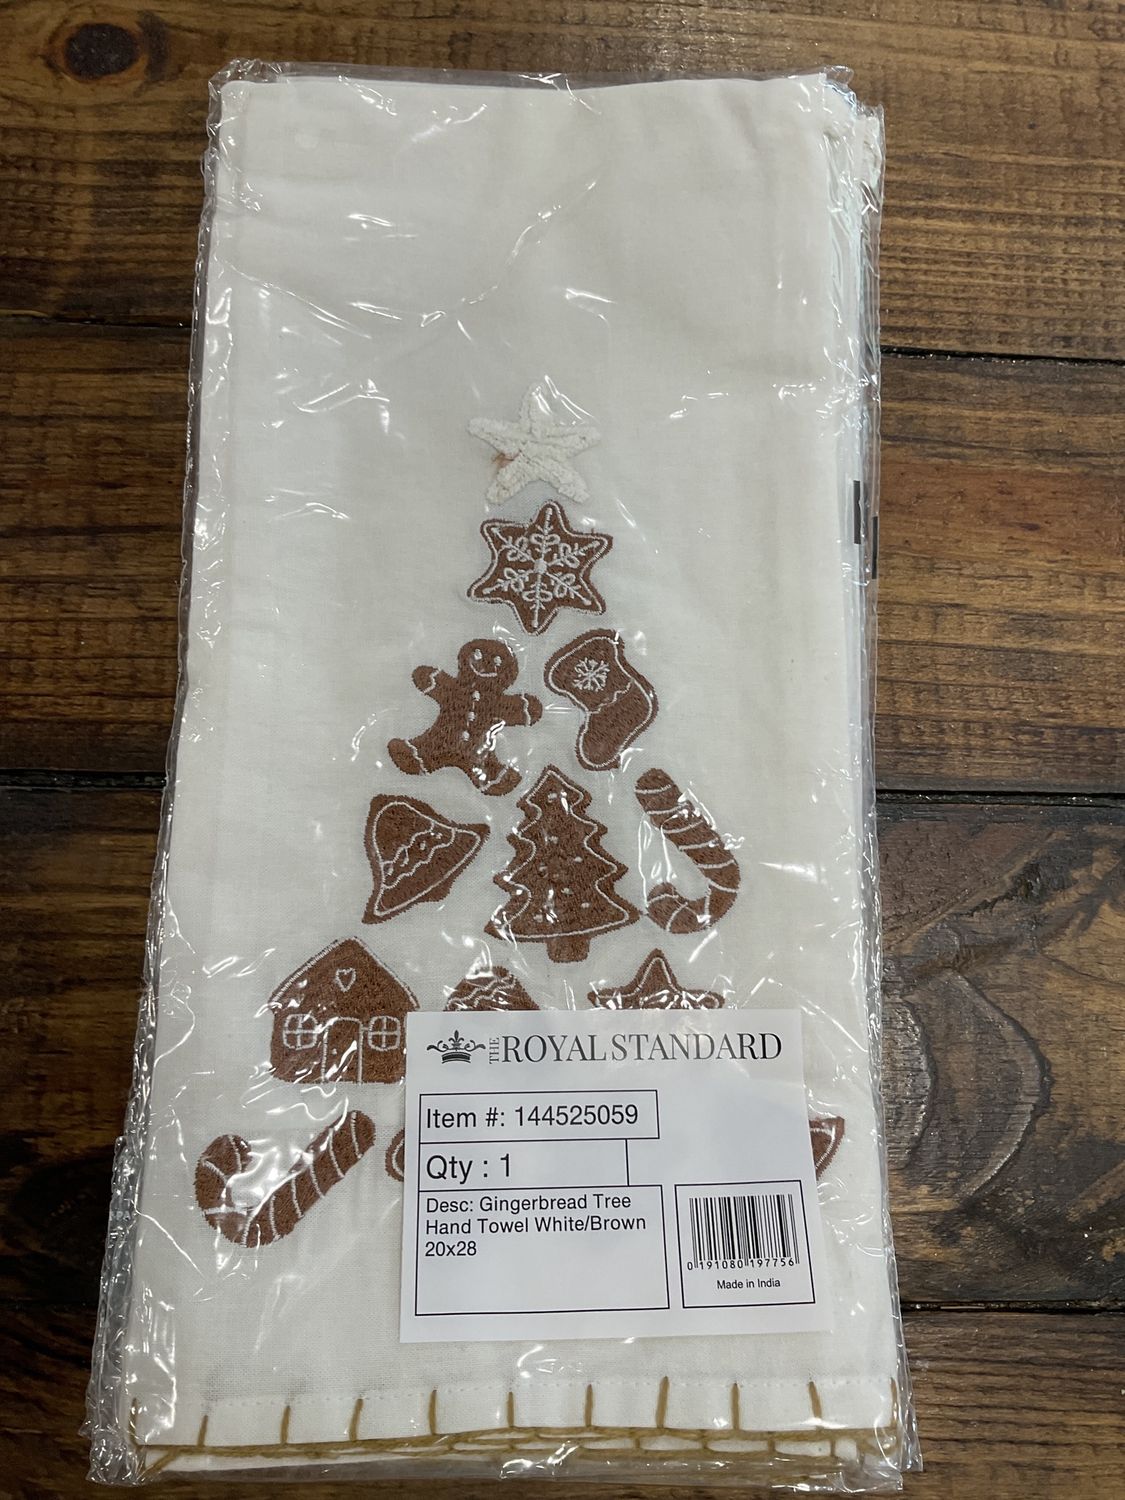 THE ROYAL STANDARD
Item #: 144525059
Qty : 1
Desc: Gingerbread Tree
Hand Towel White/Brown
20x28
0 191080 197756
Made in India